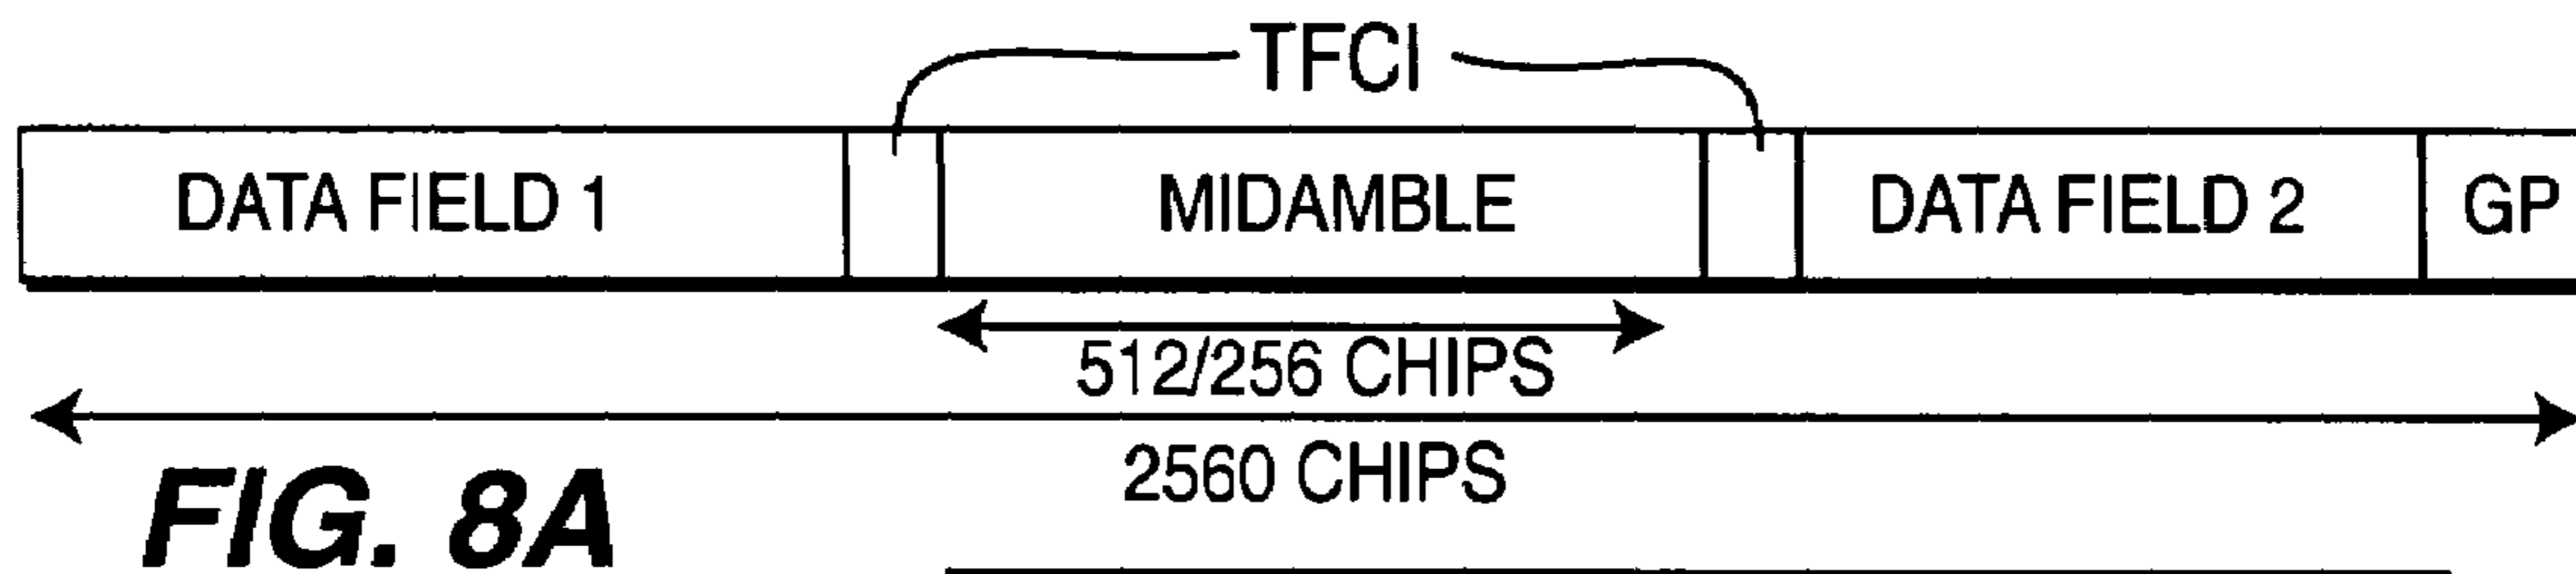 TFCI
DATA FIELD 1 MIDAMBLE DATA FIELD 2 GP
512/256 CHIPS
2560 CHIPS
FIG. 8A